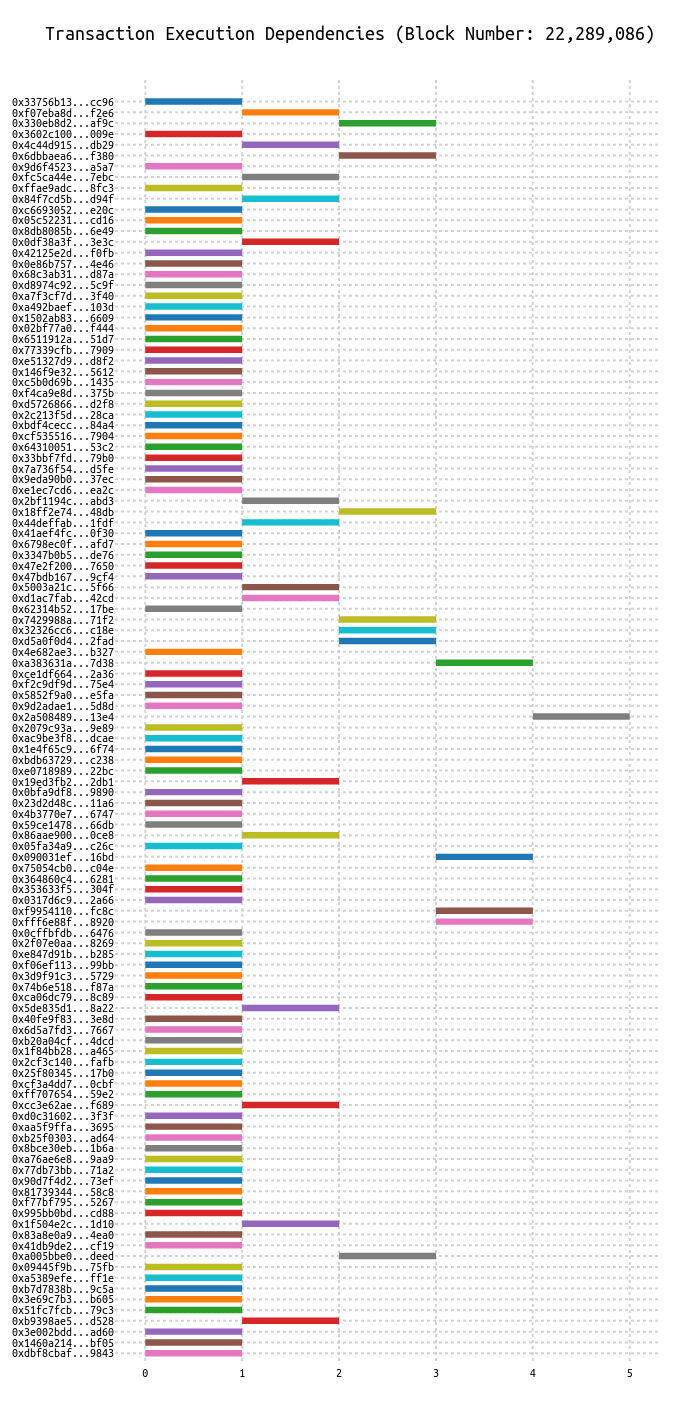 Transaction Execution Dependencies (Block Number: 22,289,086)
0x33756b13...cc96
0xf07eba8d...f2e6
0x330eb8d2...af9c
0x3602c100...009e
0x4c44d915...db29
0x6dbbaea6...f380
0x9d6f4523...a5a7
0xfc5ca44e...7ebc
0xffae9adc...8fc3
0x84f7cd5b...d94f
0xc6693052...e20c
0x05c52231...cd16
0x8db8085b...6e49
0x0df38a3f...3e3c
0x42125e2d...f0fb
0x0e86b757...4e46
0x68c3ab31...d87a
0xd8974c92...5c9f
0xa7f3cf7d...3f40
0xa492baef...103d
0x1502ab83...6609
0x02bf77a0...f444
0x6511912a...51d7
0x77339cfb...7909
0xe51327d9...d8f2
0x146f9e32...5612
0xc5b0d69b...1435
0xf4ca9e8d...375b
0xd5726866...d2f8
0x2c213f5d...28ca
0xbdf4cecc...84a4
0xcf535516...7904
0x64310051...53c2
0x33bbf7fd...79b0
0x7a736f54...d5fe
0x9eda90b0...37ec
0xe1ec7cd6...ea2c
0x2bf1194c...abd3
0x18ff2e74...48db
0x44deffab...1fdf
0x41aef4fc...0f30
0x6798ec0f...afd7
0x3347b0b5...de76
0x47e2f200...7650
0x47bdb167...9cf4
0x5003a21c...5f66
0xd1ac7fab...42cd
0x62314b52...17be
0x7429988a...71f2
0x32326cc6...c18e
0xd5a0f0d4...2fad
0x4e682ae3...b327
0xa383631a...7d38
0xce1df664...2a36
0xf2c9df9d...75e4
0x5852f9a0...e5fa
0x9d2adae1...5d8d
0x2a508489...13e4
0x2079c93a...9e89
0xac9be3f8...dcae
0x1e4f65c9...6f74
0xbdb63729...c238
0xe0718989...22bc
0x19ed3fb2...2db1
0x0bfa9df8...9890
0x23d2d48c...11a6
0x4b3770e7...6747
0x59ce1478...66db
0x86aae900...0ce8
0x05fa34a9...c26c
0x090031ef...16bd
0x75054cb0...c04e
0x364860c4...6281
0x353633f5...304f
0x0317d6c9...2a66
0xf9954110...fc8c
0xfff6e88f...8920
0x0cffbfdb...6476
0x2f07e0aa...8269
0xe847d91b...b285
0xf06ef113...99bb
0x3d9f91c3...5729
0x74b6e518...f87a
0xca06dc79...8c89
0x5de835d1...8a22
0x40fe9f83...3e8d
0x6d5a7fd3...7667
0xb20a04cf...4dcd
0x1f84bb28...a465
0x2cf3c140...fafb
0x25f80345...17b0
0xcf3a4dd7...0cbf
0xff707654...59e2
0xcc3e62ae...f689
0xd0c31602...3f3f
0xaa5f9ffa...3695
0xb25f0303...ad64
0x8bce30eb...1b6a
0xa76ae6e8...9aa9
0x77db73bb...71a2
0x90d7f4d2...73ef
0x81739344...58c8
0xf77bf795...5267
0x995bb0bd...cd88
0x1f504e2c...1d10
0x83a8e0a9...4ea0
0x41db9de2...cf19
0xa005bbe0...deed
0x09445f9b...75fb
0xa5389efe...ff1e
0xb7d7838b...9c5a
0x3e69c7b3...b605
0x51fc7fcb...79c3
0xb9398ae5...d528
0x3e002bdd...ad60
0x1460a214...bf05
0xdbf8cbaf...9843
0 1 2 3 4 5